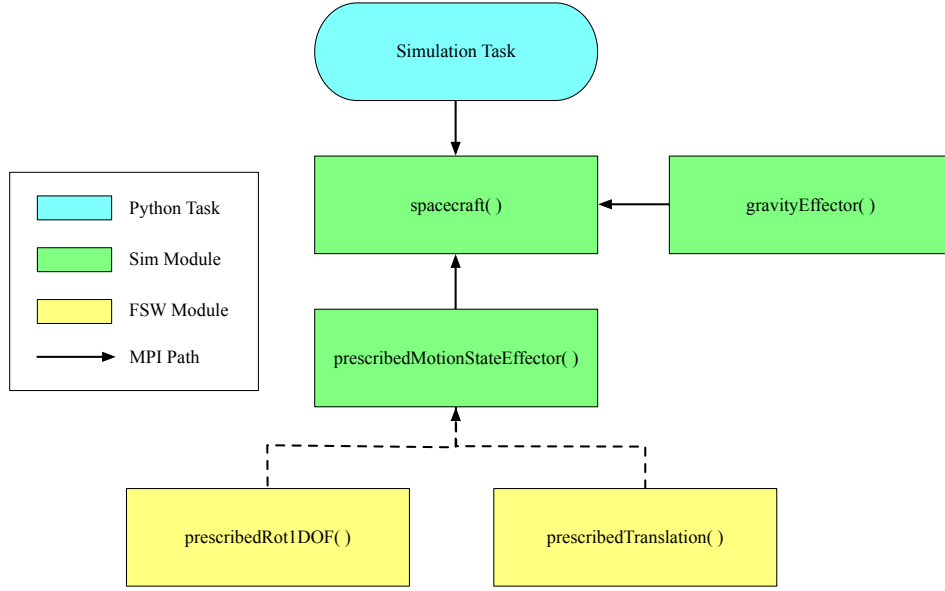 Simulation Task
spacecraft( )
gravityEffector( )
Python Task
Sim Module
FSW Module
MPI Path
prescribedMotionStateEffector( )
prescribedRot1DOF( )
prescribedTranslation( )